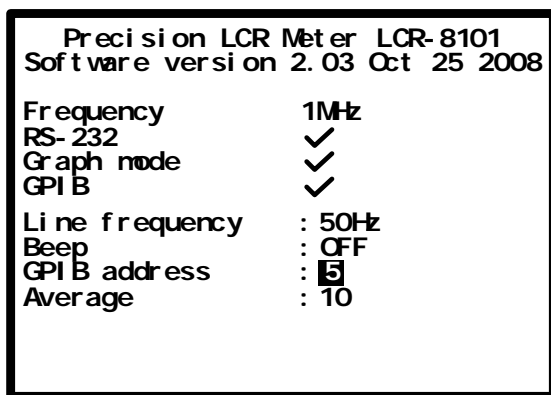 Precision LCR Meter LCR-8101
Software version 2.03 Oct 25 2008
Frequency 1MHz
RS-232 ✓
Graph mode ✓
GPIB ✓
Line frequency : 50Hz
Beep : OFF
GPIB address : 5
Average : 10